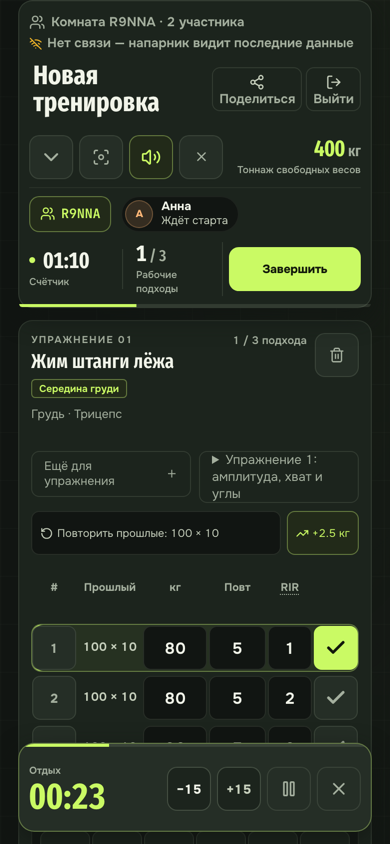 Комната R9NNA · 2 участника
Нет связи — напарник видит последние данные
Новая
тренировка
Поделиться
Выйти
400 кг
Тоннаж свободных весов
R9NNA
А
Анна
Ждёт старта
01:10
Счётчик
1 / 3
Рабочие
подходы
Завершить
УПРАЖНЕНИЕ 01
1 / 3 подхода
Жим штанги лёжа
Середина груди
Грудь · Трицепс
Ещё для
упражнения
+
▶ Упражнение 1:
амплитуда, хват и
углы
Повторить прошлые: 100 × 10
+2.5 кг
# Прошлый кг Повт RIR
1 100 × 10 80 5 1
2 100 × 10 80 5 2
Отдых
00:23
−15
+15